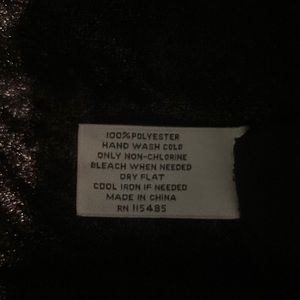 100% POLYESTER
HAND WASH COLD
ONLY NON-CHLORINE
BLEACH WHEN NEEDED
DRY FLAT
COOL IRON IF NEEDED
MADE IN CHINA
RN 115485